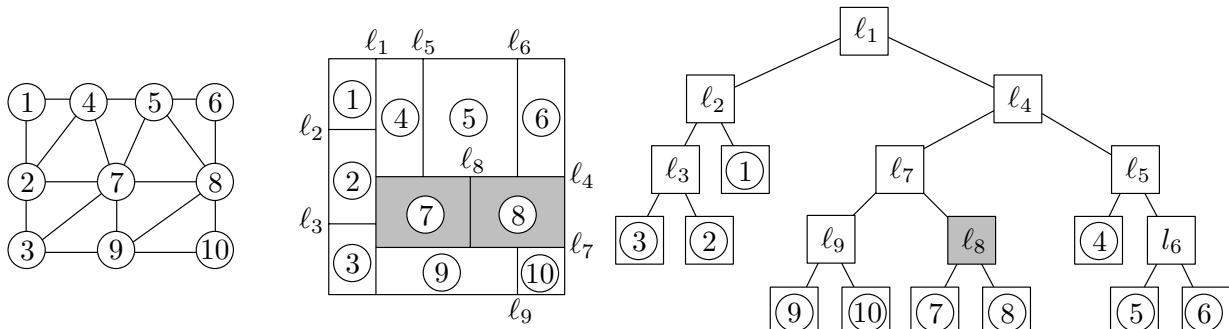 1 4 5 6
2 7 8
3 9 10
ℓ₁ ℓ₅ ℓ₆
1
4 5 6
ℓ₂
ℓ₈
2
ℓ₄
7 8
ℓ₃
ℓ₇
3 9 10
ℓ₉
ℓ₁
ℓ₂ ℓ₄
ℓ₃ 1 ℓ₇ ℓ₅
3 2 ℓ₉ ℓ₈ 4 l₆
9 10 7 8 5 6